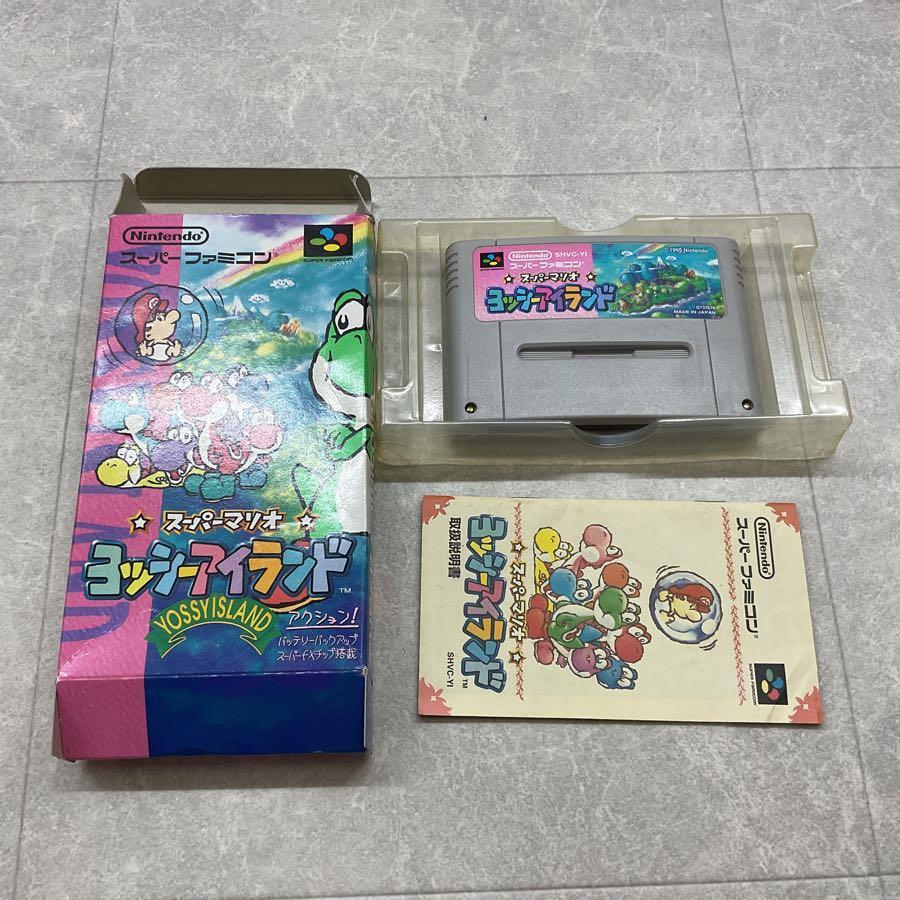 Nintendo
スーパーファミコン
SUPER FAMICOM
スーパーマリオ
ヨッシーアイランド
TM
YOSSY ISLAND
アクション!
バッテリーバックアップ
スーパーFXチップ搭載
Nintendo SHVC-YI
スーパーファミコン
©1995 Nintendo
スーパーマリオ
ヨッシーアイランド
MADE IN JAPAN
Nintendo
スーパーファミコン®
SUPER FAMICOM
スーパーマリオ
ヨッシーアイランド
TM
取扱説明書
SHVC-YI